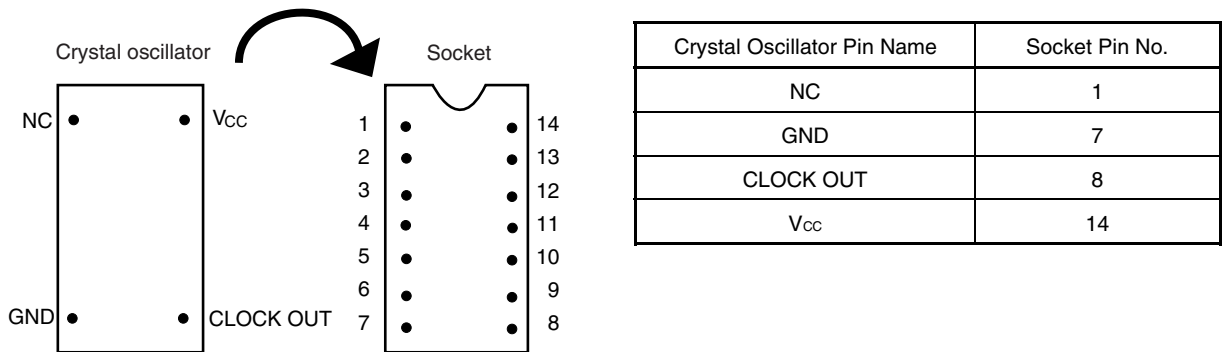 Crystal oscillator
NC
Vcc
GND
CLOCK OUT
Socket
1 14
2 13
3 12
4 11
5 10
6 9
7 8
Crystal Oscillator Pin Name Socket Pin No.
NC 1
GND 7
CLOCK OUT 8
Vcc 14